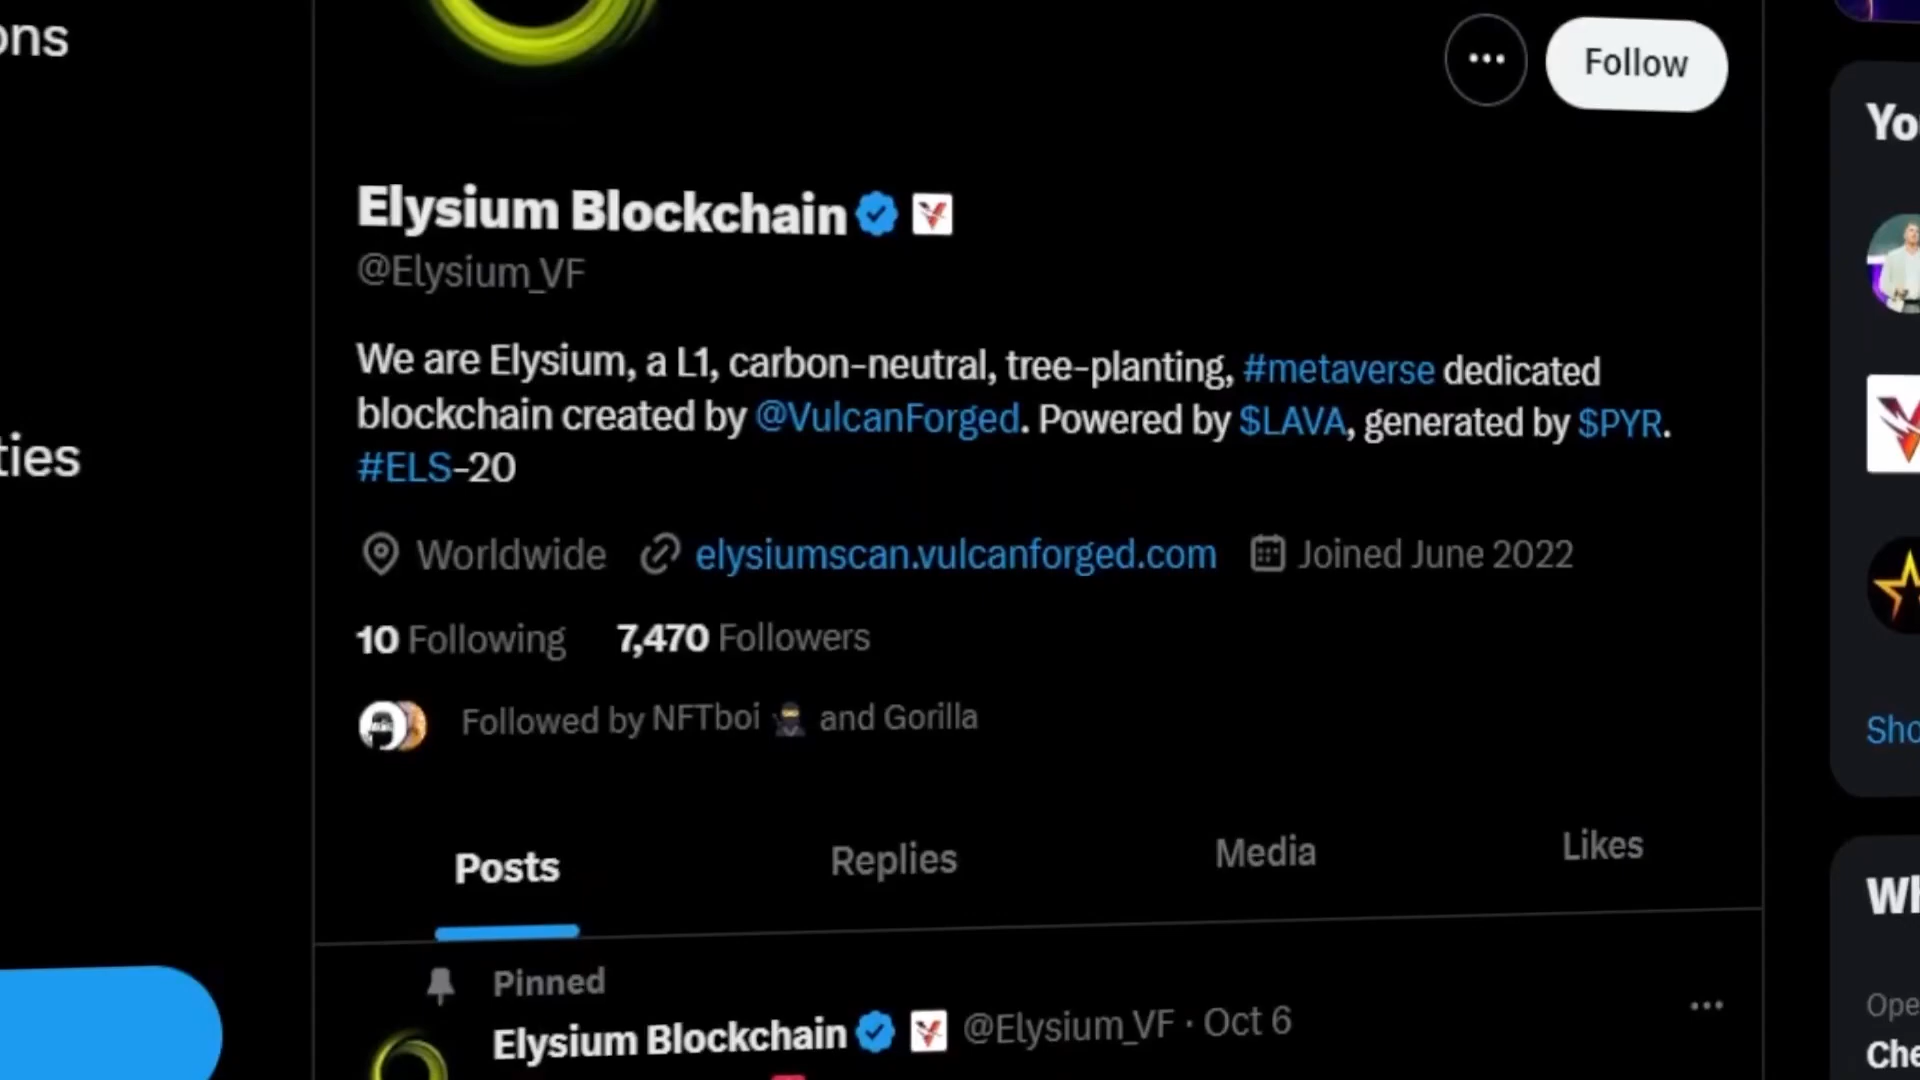 ons
Follow
Yo
Elysium Blockchain
@Elysium_VF
We are Elysium, a L1, carbon-neutral, tree-planting, #metaverse dedicated
blockchain created by @VulcanForged. Powered by $LAVA, generated by $PYR.
#ELS-20
ties
Worldwide elysiumscan.vulcanforged.com Joined June 2022
10 Following 7,470 Followers
Followed by NFTboi and Gorilla
Sho
Posts Replies Media Likes
Wh
Pinned
Elysium Blockchain @Elysium_VF · Oct 6
Ope
Che